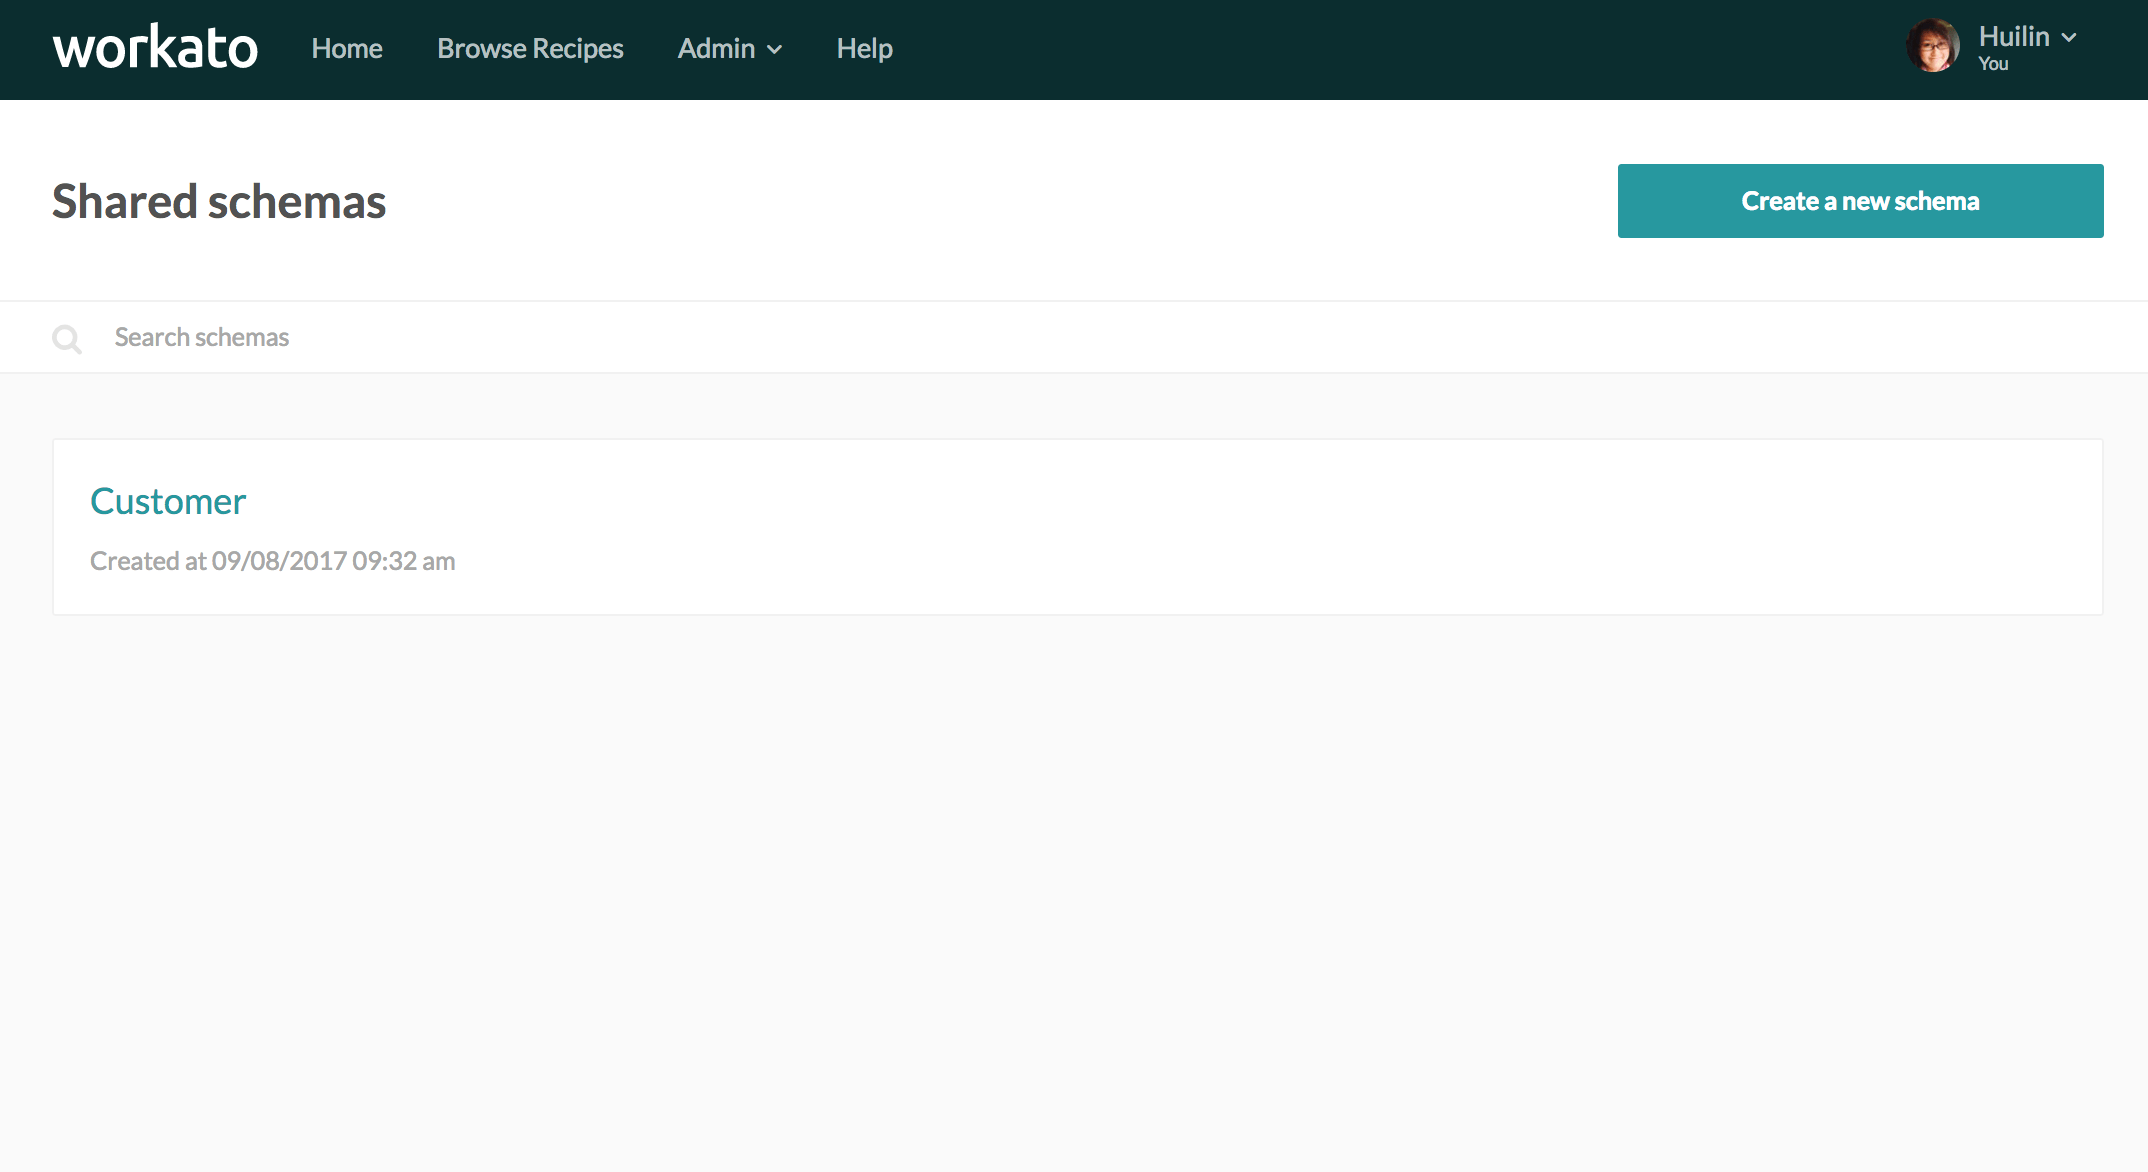 workato Home Browse Recipes Admin Help Huilin
You
Shared schemas Create a new schema
Search schemas
Customer
Created at 09/08/2017 09:32 am